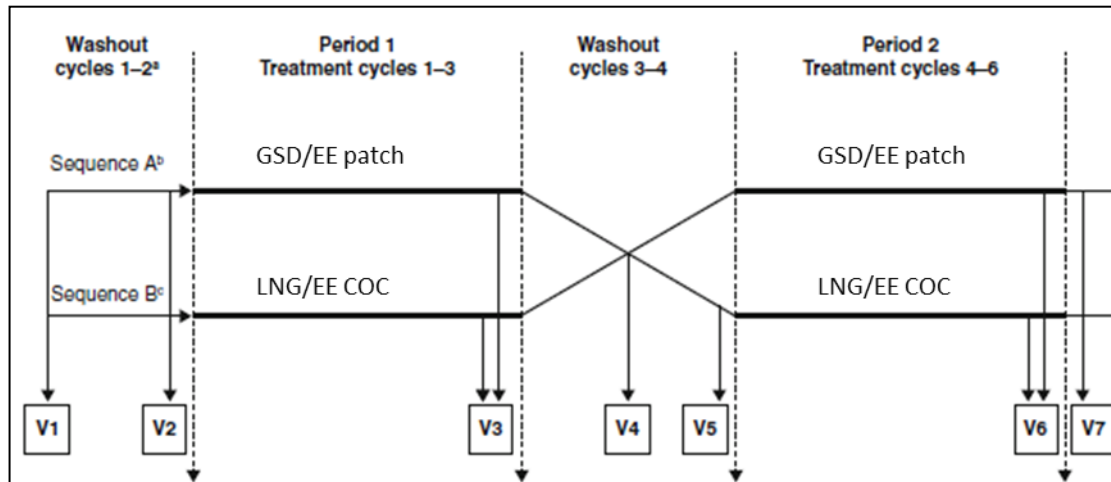 Washout
cycles 1–2ª
Period 1
Treatment cycles 1–3
Washout
cycles 3–4
Period 2
Treatment cycles 4–6
Sequence Aᵇ
GSD/EE patch
GSD/EE patch
Sequence Bᶜ
LNG/EE COC
LNG/EE COC
V1
V2
V3
V4
V5
V6
V7